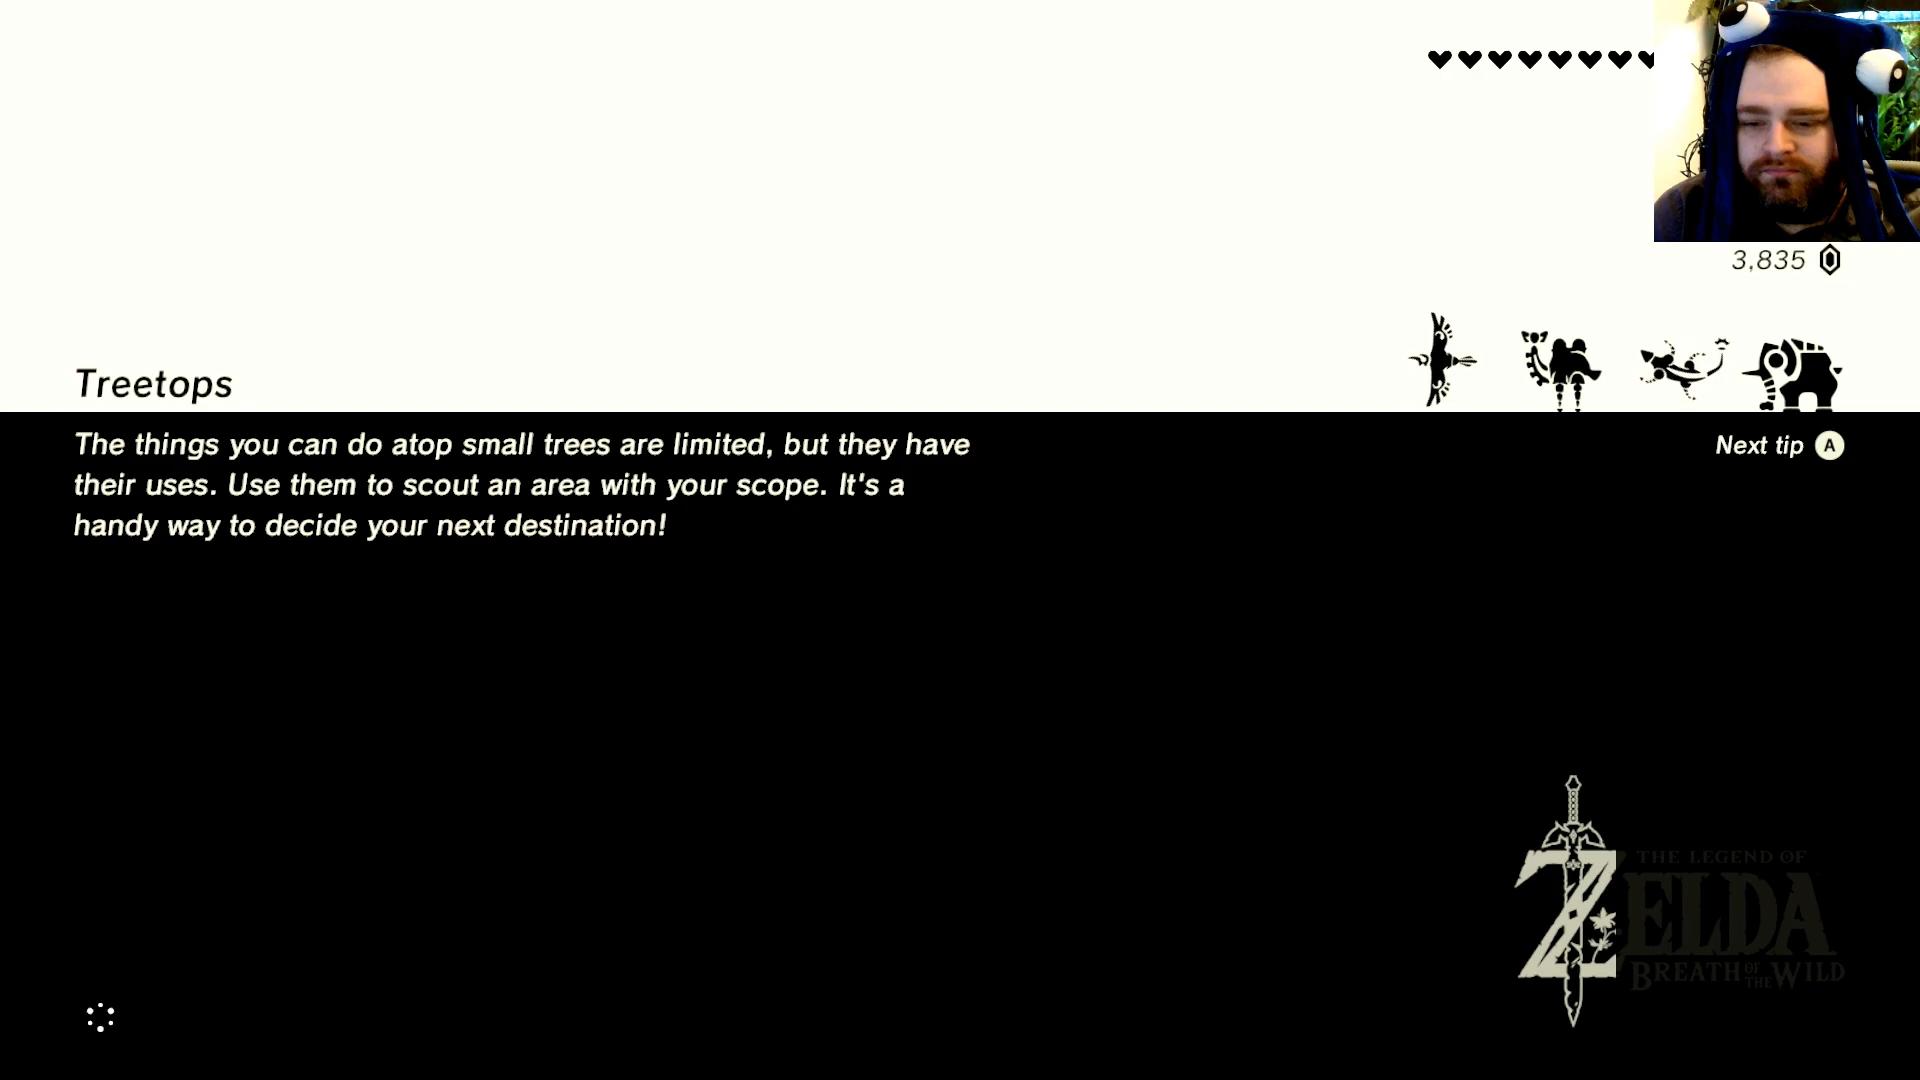 3,835
Treetops
The things you can do atop small trees are limited, but they have
their uses. Use them to scout an area with your scope. It's a
handy way to decide your next destination!
Next tip A
THE LEGEND OF
ZELDA
BREATH OF THE WILD